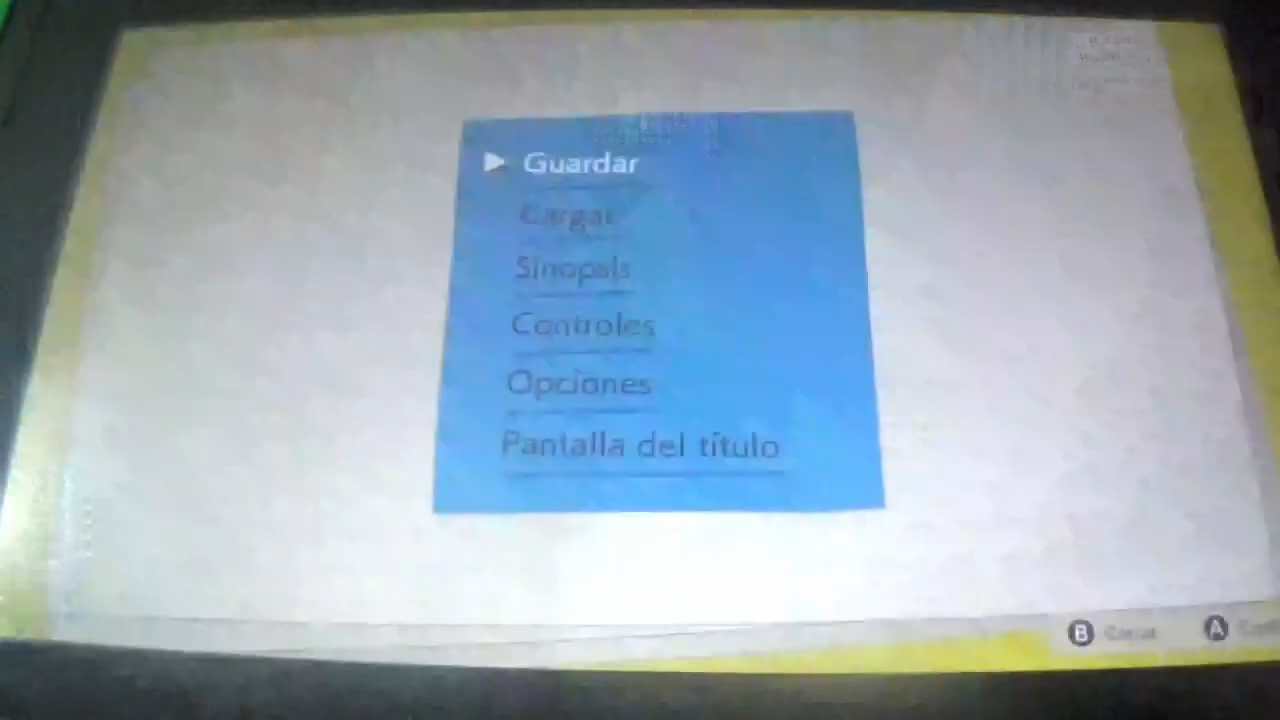 Guardar
Cargar
Sinopsis
Controles
Opciones
Pantalla del título
B
A